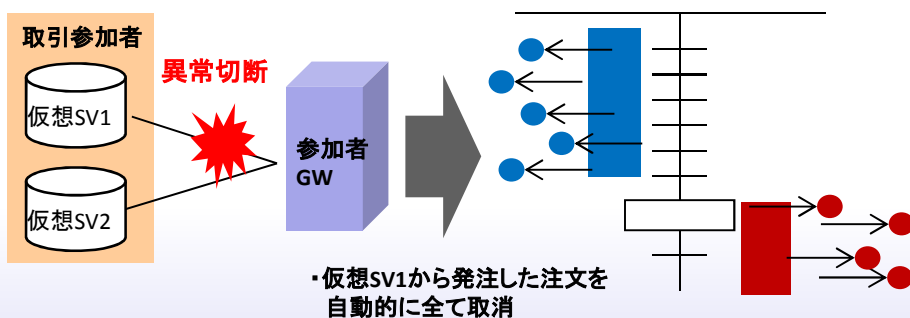 取引参加者
異常切断
仮想SV1
仮想SV2
参加者
GW
・仮想SV1から発注した注文を
自動的に全て取消